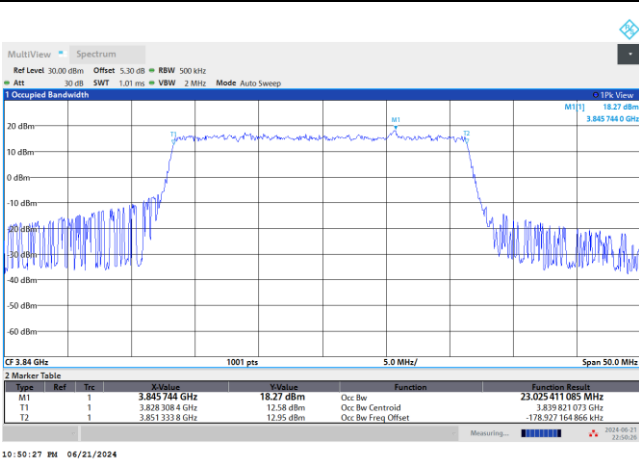 MultiView Spectrum
Ref Level 30.00 dBm Offset 5.30 dB RBW 500 kHz
Att 30 dB SWT 1.01 ms VBW 2 MHz Mode Auto Sweep
1 Occupied Bandwidth 1Pk View
M1[1] 18.27 dBm
3.845 744 0 GHz
M1
T1 T2
20 dBm
10 dBm
0 dBm
-10 dBm
-20 dBm
-30 dBm
-40 dBm
-50 dBm
-60 dBm
CF 3.84 GHz 1001 pts 5.0 MHz/ Span 50.0 MHz
2 Marker Table
Type Ref Trc X-Value Y-Value Function Function Result
M1 1 3.845 744 GHz 18.27 dBm Occ Bw 23.025 411 085 MHz
T1 1 3.828 308 4 GHz 12.58 dBm Occ Bw Centroid 3.839 821 073 GHz
T2 1 3.851 333 8 GHz 12.95 dBm Occ Bw Freq Offset -178.927 164 866 kHz
Measuring... 2024-06-21
22:50:28
10:50:27 PM 06/21/2024